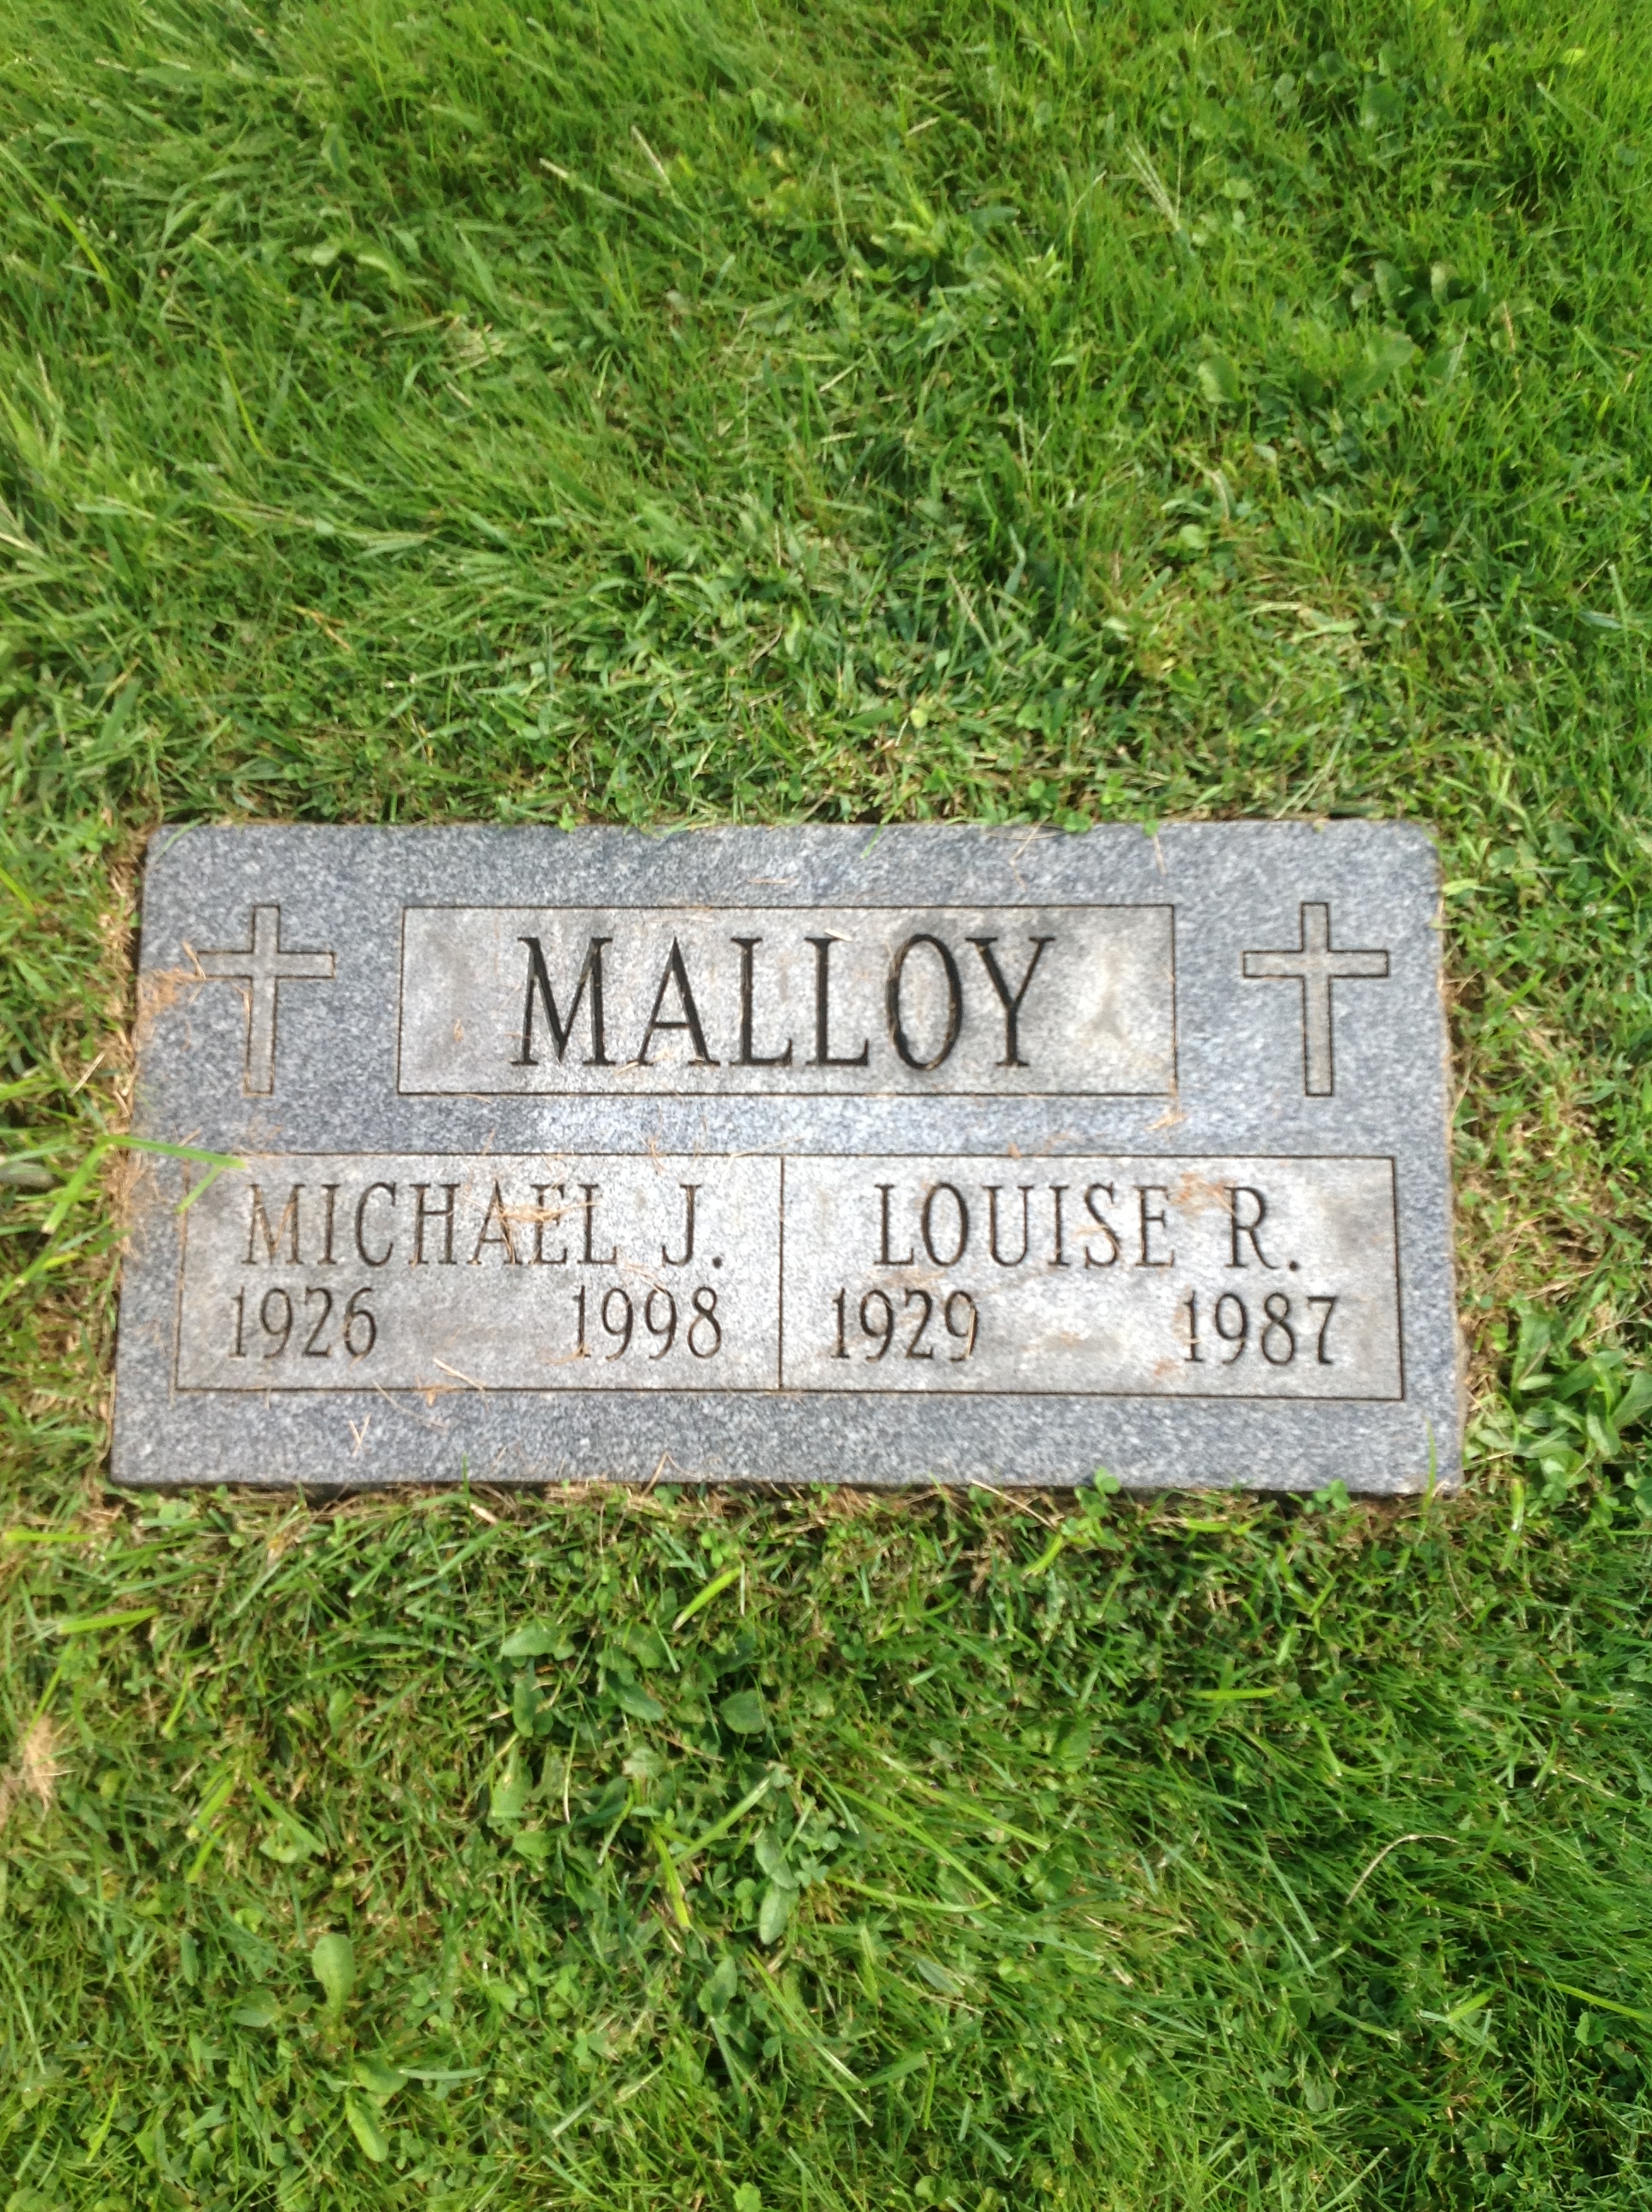 MALLOY
MICHAEL J. LOUISE R.
1926 1998 1929 1987